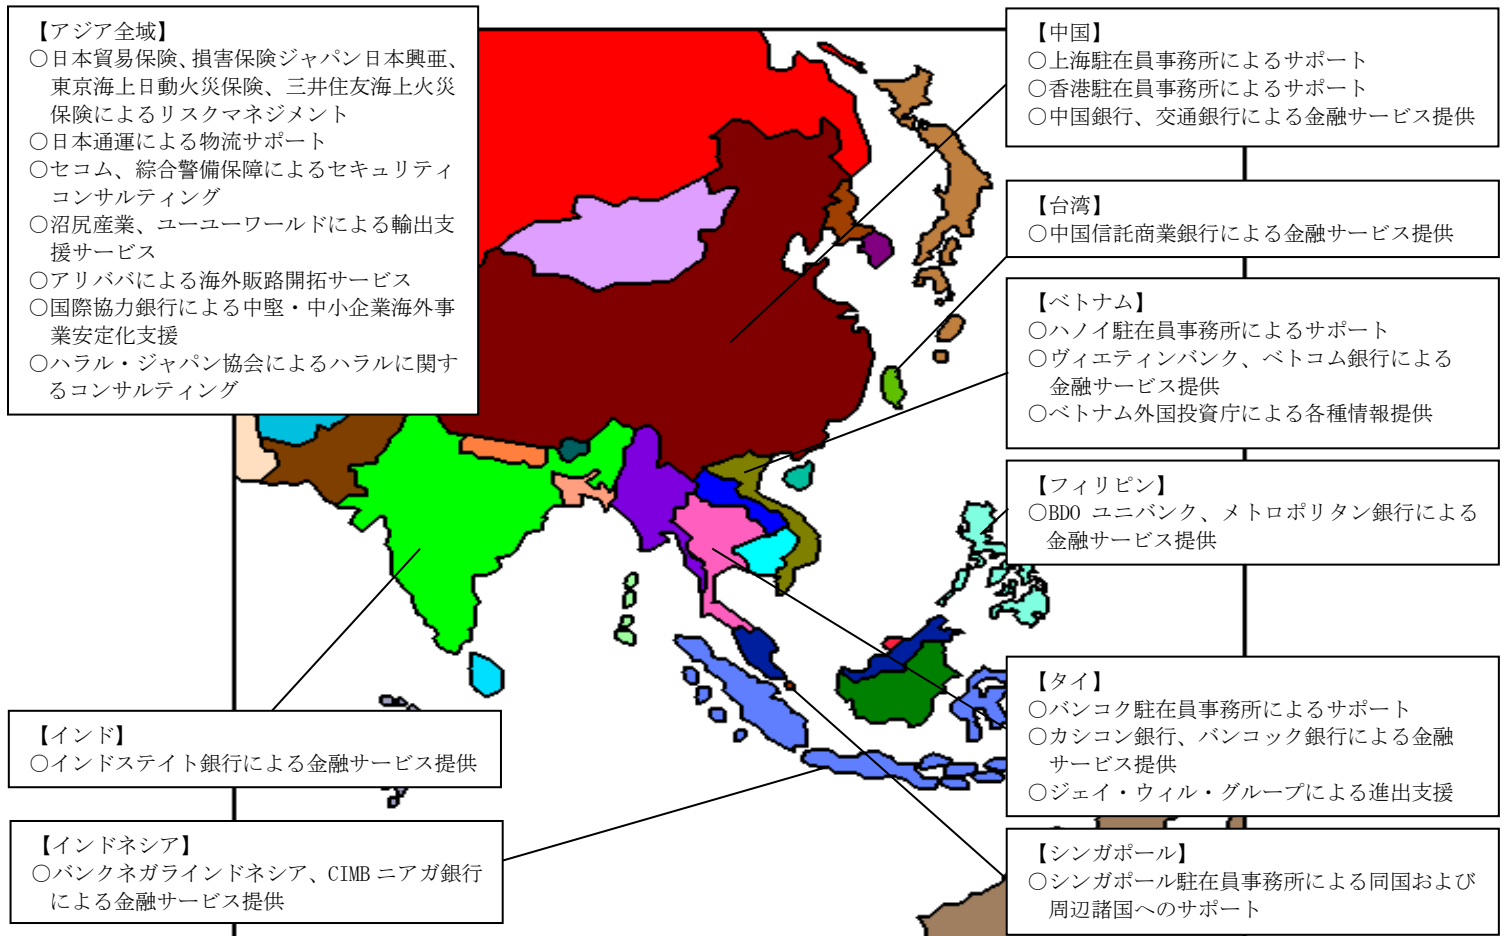 【アジア全域】
○日本貿易保険、損害保険ジャパン日本興亜、
東京海上日動火災保険、三井住友海上火災
保険によるリスクマネジメント
○日本通運による物流サポート
○セコム、綜合警備保障によるセキュリティ
コンサルティング
○沼尻産業、ユーユーワールドによる輸出支
援サービス
○アリババによる海外販路開拓サービス
○国際協力銀行による中堅・中小企業海外事
業安定化支援
○ハラル・ジャパン協会によるハラルに関す
るコンサルティング
【中国】
○上海駐在員事務所によるサポート
○香港駐在員事務所によるサポート
○中国銀行、交通銀行による金融サービス提供
【台湾】
○中国信託商業銀行による金融サービス提供
【ベトナム】
○ハノイ駐在員事務所によるサポート
○ヴィエティンバンク、ベトコム銀行による
金融サービス提供
○ベトナム外国投資庁による各種情報提供
【フィリピン】
○BDO ユニバンク、メトロポリタン銀行による
金融サービス提供
【タイ】
○バンコク駐在員事務所によるサポート
○カシコン銀行、バンコック銀行による金融
サービス提供
○ジェイ・ウィル・グループによる進出支援
【シンガポール】
○シンガポール駐在員事務所による同国および
周辺諸国へのサポート
【インド】
○インドステイト銀行による金融サービス提供
【インドネシア】
○バンクネガラインドネシア、CIMB ニアガ銀行
による金融サービス提供